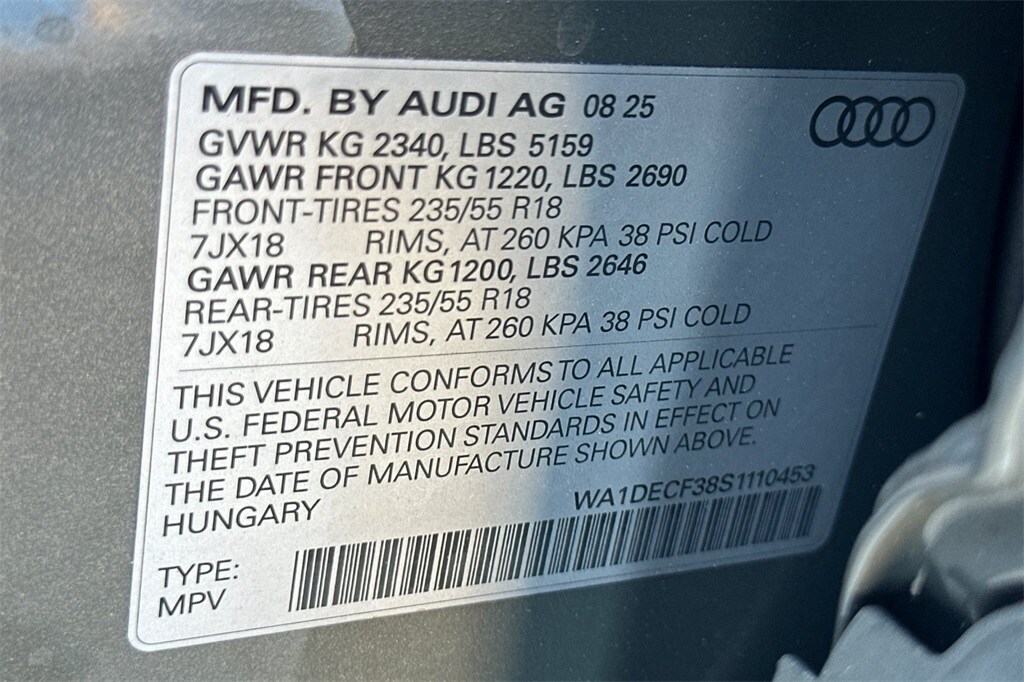 MFD. BY AUDI AG 08 25
GVWR KG 2340, LBS 5159
GAWR FRONT KG 1220, LBS 2690
FRONT-TIRES 235/55 R18
7JX18 RIMS, AT 260 KPA 38 PSI COLD
GAWR REAR KG 1200, LBS 2646
REAR-TIRES 235/55 R18
7JX18 RIMS, AT 260 KPA 38 PSI COLD
THIS VEHICLE CONFORMS TO ALL APPLICABLE
U.S. FEDERAL MOTOR VEHICLE SAFETY AND
THEFT PREVENTION STANDARDS IN EFFECT ON
THE DATE OF MANUFACTURE SHOWN ABOVE.
HUNGARY WA1DECF38S1110453
TYPE:
MPV